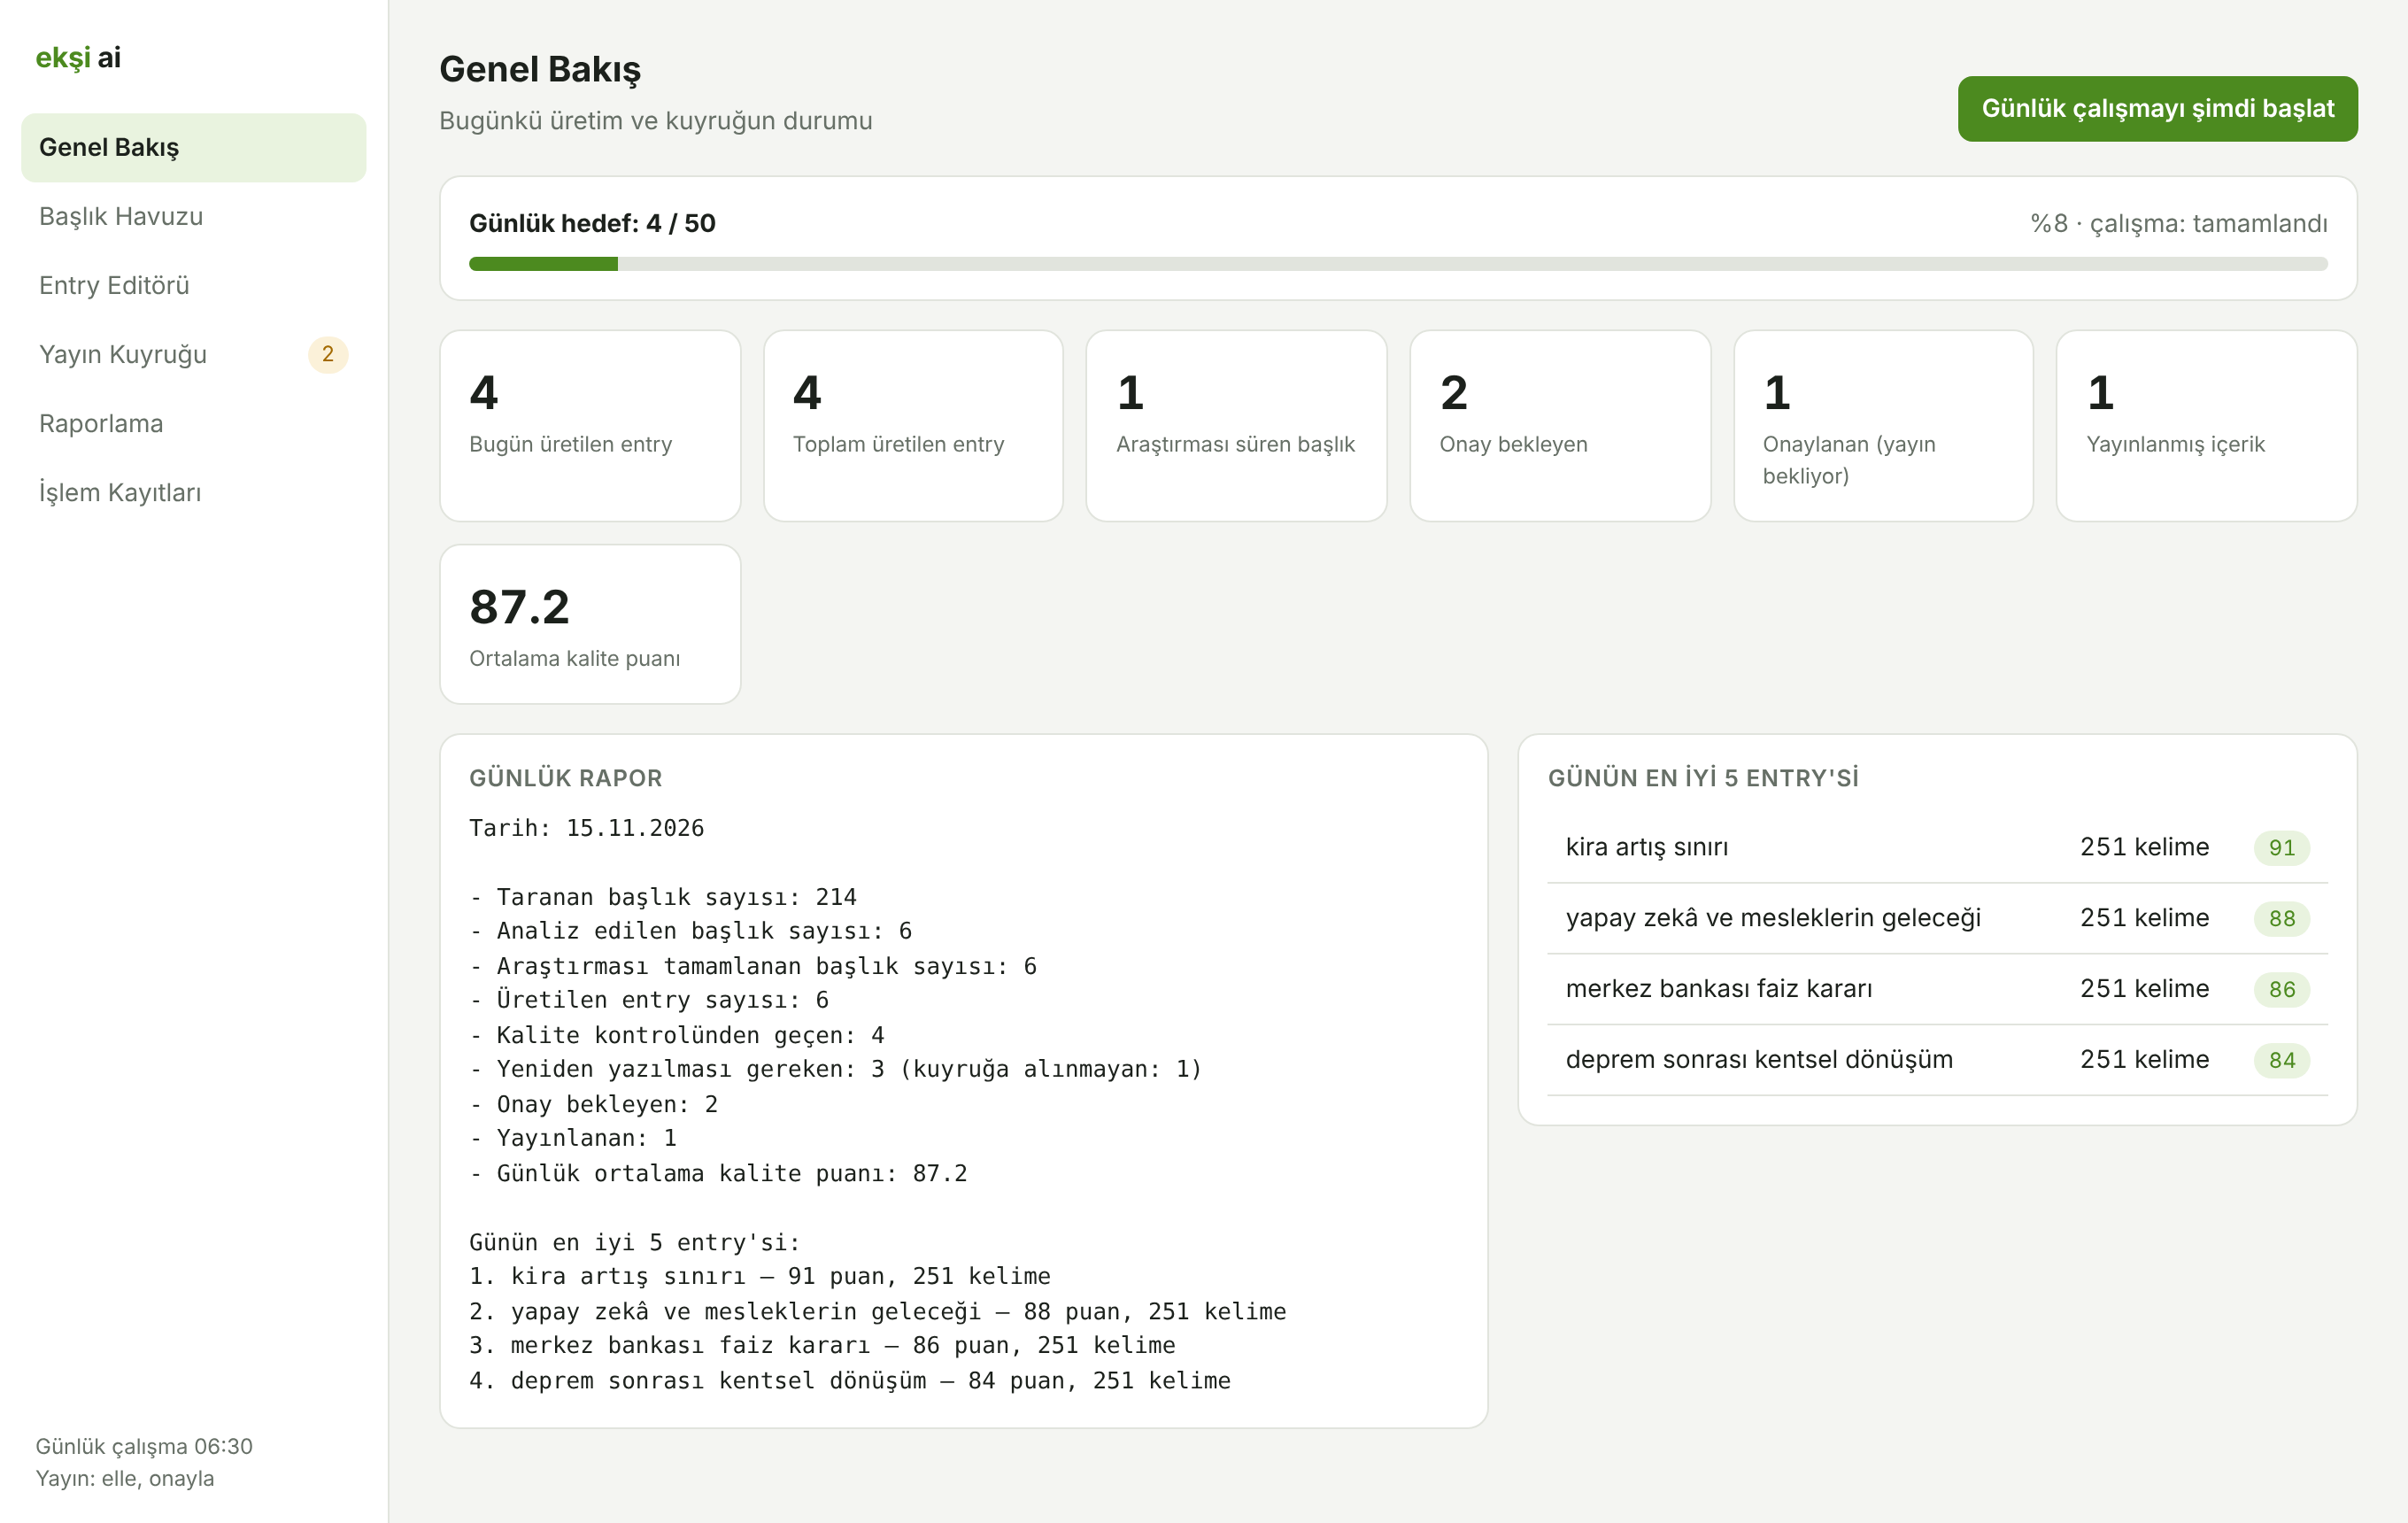 ekşi ai
Genel Bakış
Başlık Havuzu
Entry Editörü
Yayın Kuyruğu 2
Raporlama
İşlem Kayıtları
Günlük çalışma 06:30
Yayın: elle, onayla
Genel Bakış
Bugünkü üretim ve kuyruğun durumu
Günlük çalışmayı şimdi başlat
Günlük hedef: 4 / 50
%8 · çalışma: tamamlandı
4
Bugün üretilen entry
4
Toplam üretilen entry
1
Araştırması süren başlık
2
Onay bekleyen
1
Onaylanan (yayın
bekliyor)
1
Yayınlanmış içerik
87.2
Ortalama kalite puanı
GÜNLÜK RAPOR
Tarih: 15.11.2026
- Taranan başlık sayısı: 214
- Analiz edilen başlık sayısı: 6
- Araştırması tamamlanan başlık sayısı: 6
- Üretilen entry sayısı: 6
- Kalite kontrolünden geçen: 4
- Yeniden yazılması gereken: 3 (kuyruğa alınmayan: 1)
- Onay bekleyen: 2
- Yayınlanan: 1
- Günlük ortalama kalite puanı: 87.2
Günün en iyi 5 entry'si:
1. kira artış sınırı — 91 puan, 251 kelime
2. yapay zekâ ve mesleklerin geleceği — 88 puan, 251 kelime
3. merkez bankası faiz kararı — 86 puan, 251 kelime
4. deprem sonrası kentsel dönüşüm — 84 puan, 251 kelime
GÜNÜN EN İYİ 5 ENTRY'Sİ
kira artış sınırı 251 kelime 91
yapay zekâ ve mesleklerin geleceği 251 kelime 88
merkez bankası faiz kararı 251 kelime 86
deprem sonrası kentsel dönüşüm 251 kelime 84